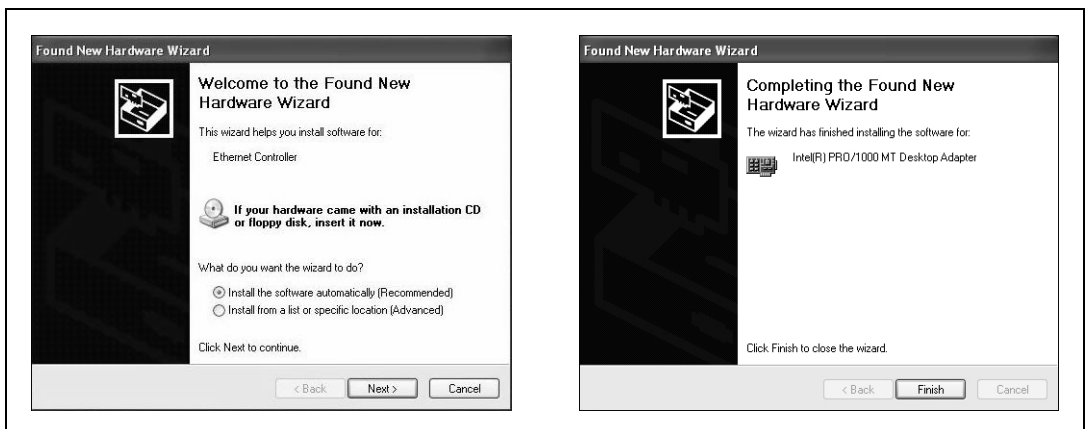 Found New Hardware Wizard
Welcome to the Found New
Hardware Wizard
This wizard helps you install software for:
Ethernet Controller
If your hardware came with an installation CD
or floppy disk, insert it now.
What do you want the wizard to do?
Install the software automatically (Recommended)
Install from a list or specific location (Advanced)
Click Next to continue.
< Back
Next >
Cancel
Found New Hardware Wizard
Completing the Found New
Hardware Wizard
The wizard has finished installing the software for:
Intel(R) PRO/1000 MT Desktop Adapter
Click Finish to close the wizard.
< Back
Finish
Cancel